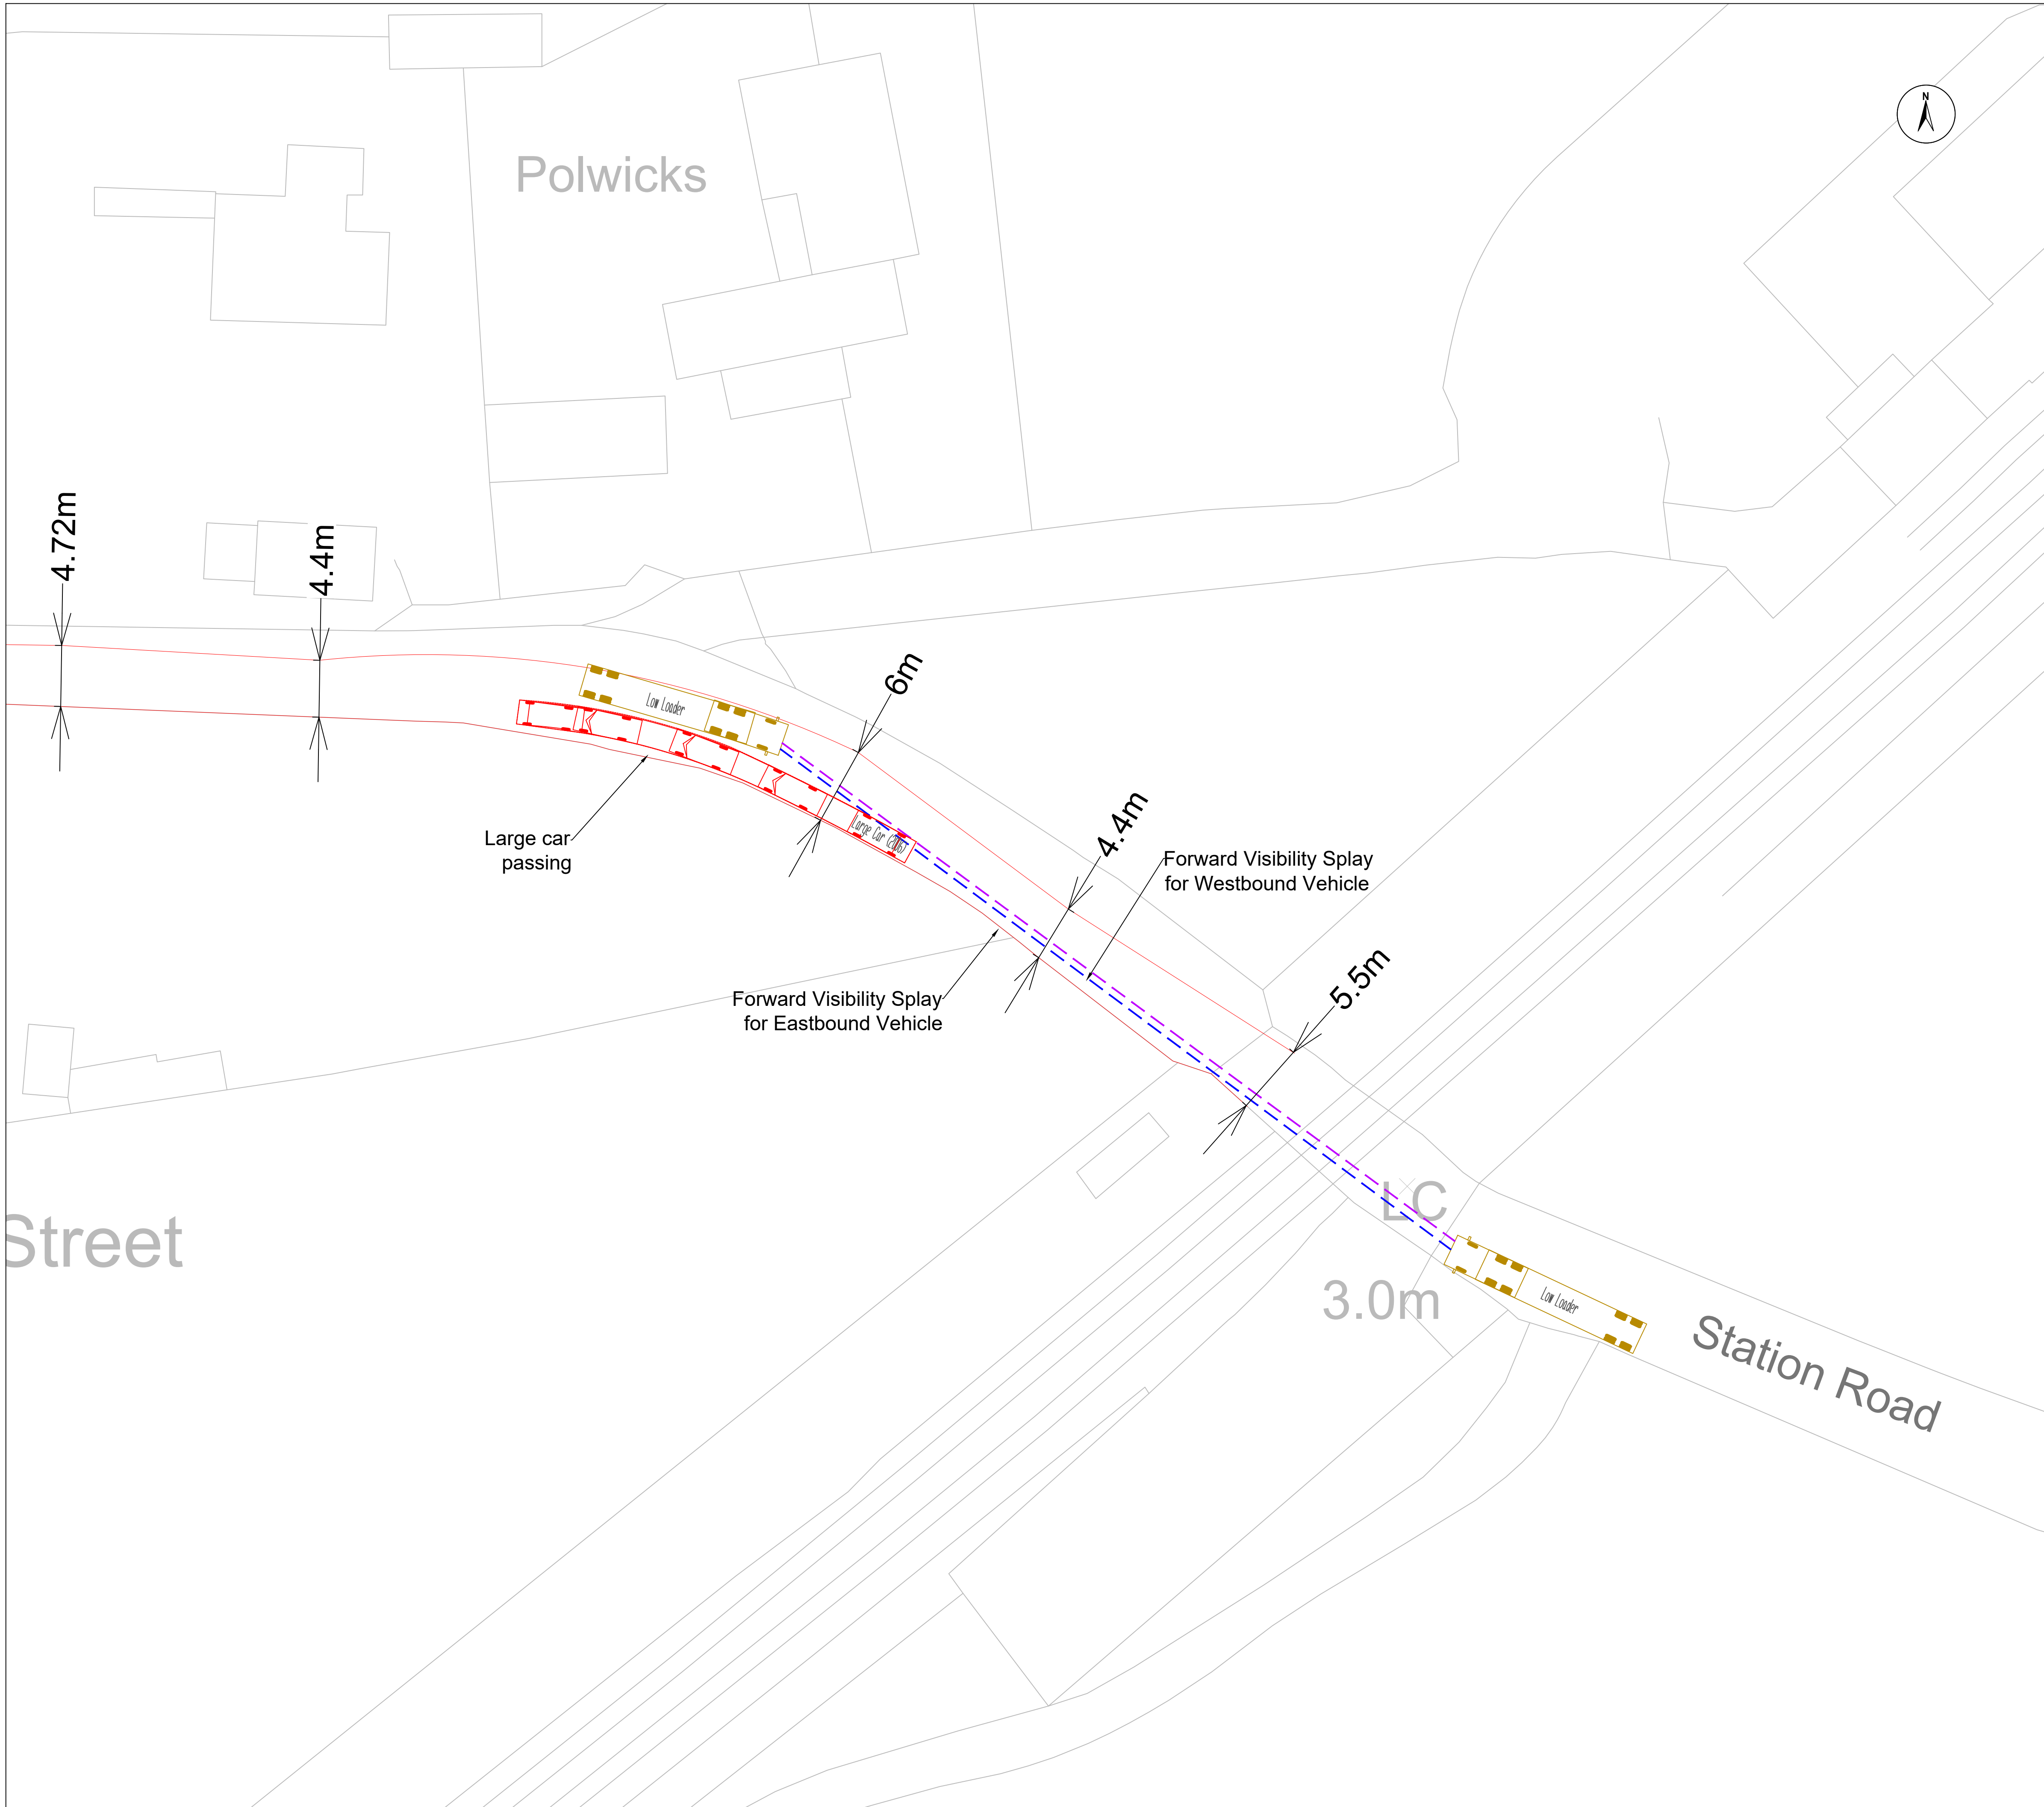 N
Polwicks
4.72m
4.4m
6m
Low Loader
Large car
passing
Large Car (2006)
4.4m
Forward Visibility Splay
for Westbound Vehicle
5.5m
Forward Visibility Splay
for Eastbound Vehicle
LC
Street
3.0m
Low Loader
Station Road